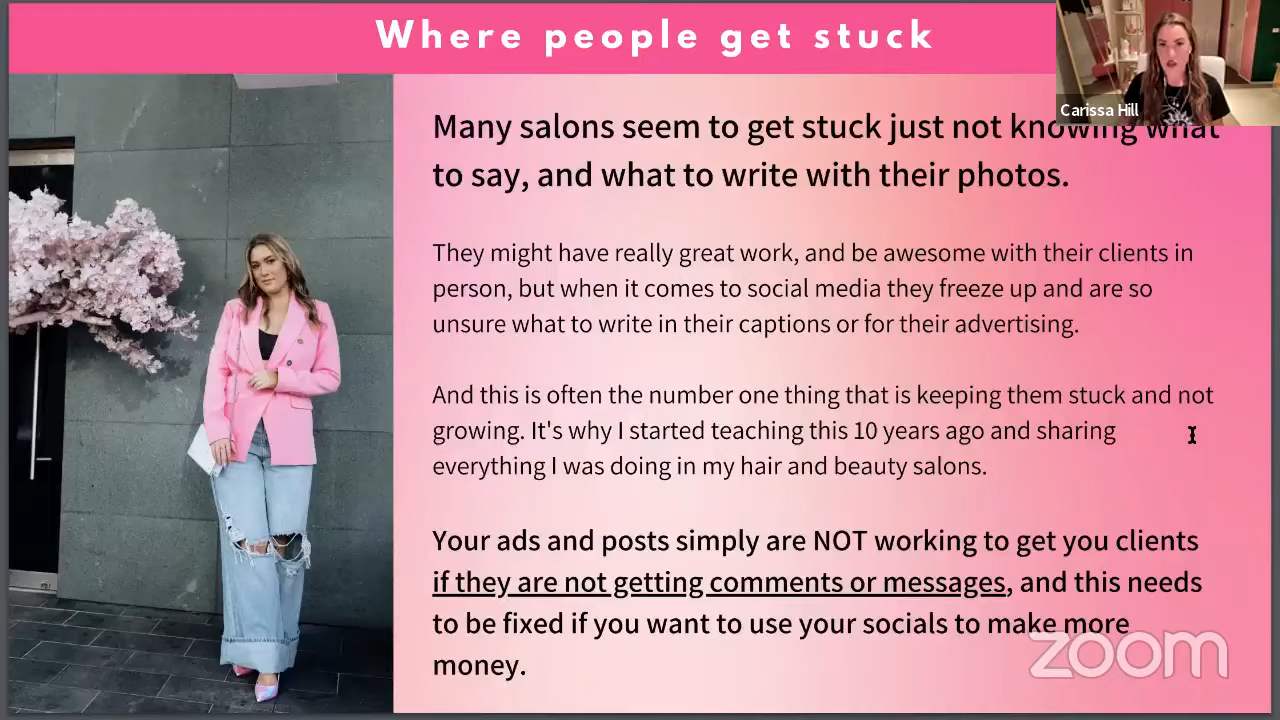 Where people get stuck
Carissa Hill
Many salons seem to get stuck just not knowing what
to say, and what to write with their photos.
They might have really great work, and be awesome with their clients in
person, but when it comes to social media they freeze up and are so
unsure what to write in their captions or for their advertising.
And this is often the number one thing that is keeping them stuck and not
growing. It's why I started teaching this 10 years ago and sharing
everything I was doing in my hair and beauty salons.
Your ads and posts simply are NOT working to get you clients
if they are not getting comments or messages, and this needs
to be fixed if you want to use your socials to make more
money.
zoom